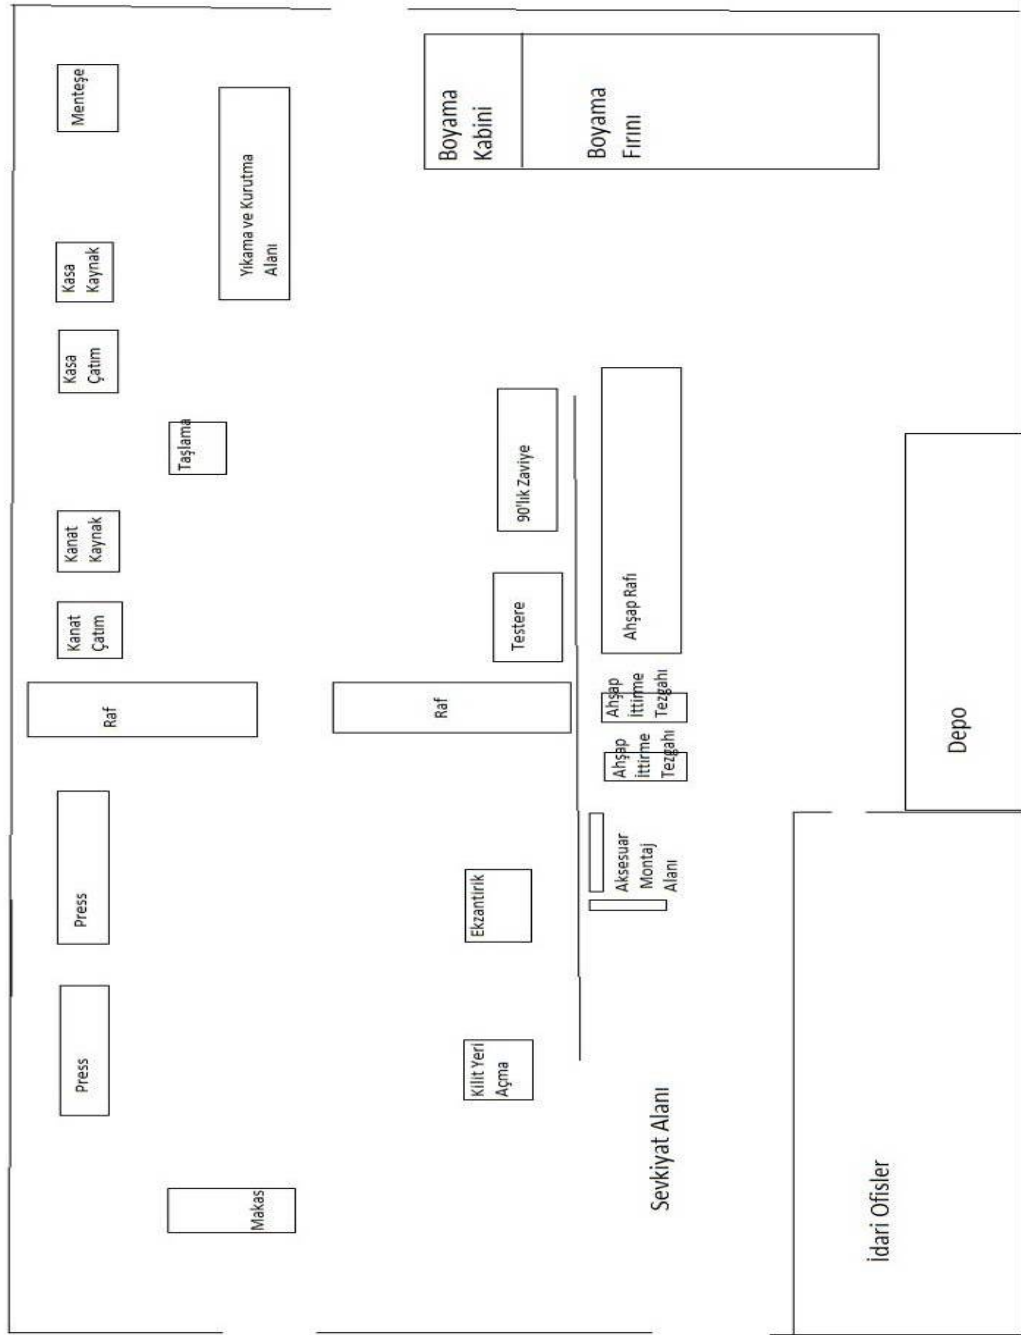 Press
Press
Raf
Kanat
Çatım
Kanat
Kaynak
Kasa
Çatım
Kasa
Kaynak
Menteşe
Makas
Taşlama
Yıkama ve Kurutma
Alanı
Kilit Yeri
Açma
Ekzantirik
Raf
Testere
90'lık Zaviye
Boyama
Kabini
Boyama
Fırını
Sevkiyat Alanı
Aksesuar
Montaj
Alanı
Ahşap
İttirme
Tezgahı
Ahşap
İttirme
Tezgahı
Ahşap Rafı
İdari Ofisler
Depo